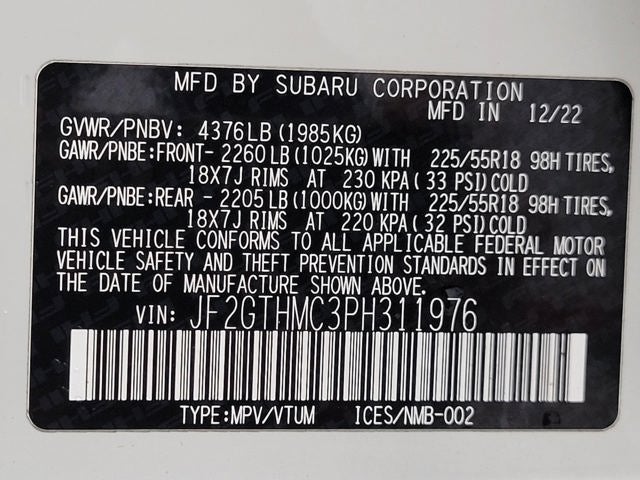 MFD BY SUBARU CORPORATION
MFD IN 12/22
GVWR/PNBV: 4376LB(1985KG)
GAWR/PNBE:FRONT- 2260LB(1025KG)WITH 225/55R18 98H TIRES,
18X7J RIMS AT 230 KPA(33 PSI)COLD
GAWR/PNBE:REAR - 2205LB(1000KG)WITH 225/55R18 98H TIRES,
18X7J RIMS AT 220 KPA(32 PSI)COLD
THIS VEHICLE CONFORMS TO ALL APPLICABLE FEDERAL MOTOR
VEHICLE SAFETY AND THEFT PREVENTION STANDARDS IN EFFECT ON
THE DATE OF MANUFACTURE SHOWN ABOVE.
VIN: JF2GTHMC3PH311976
TYPE:MPV/VTUM ICES/NMB-002